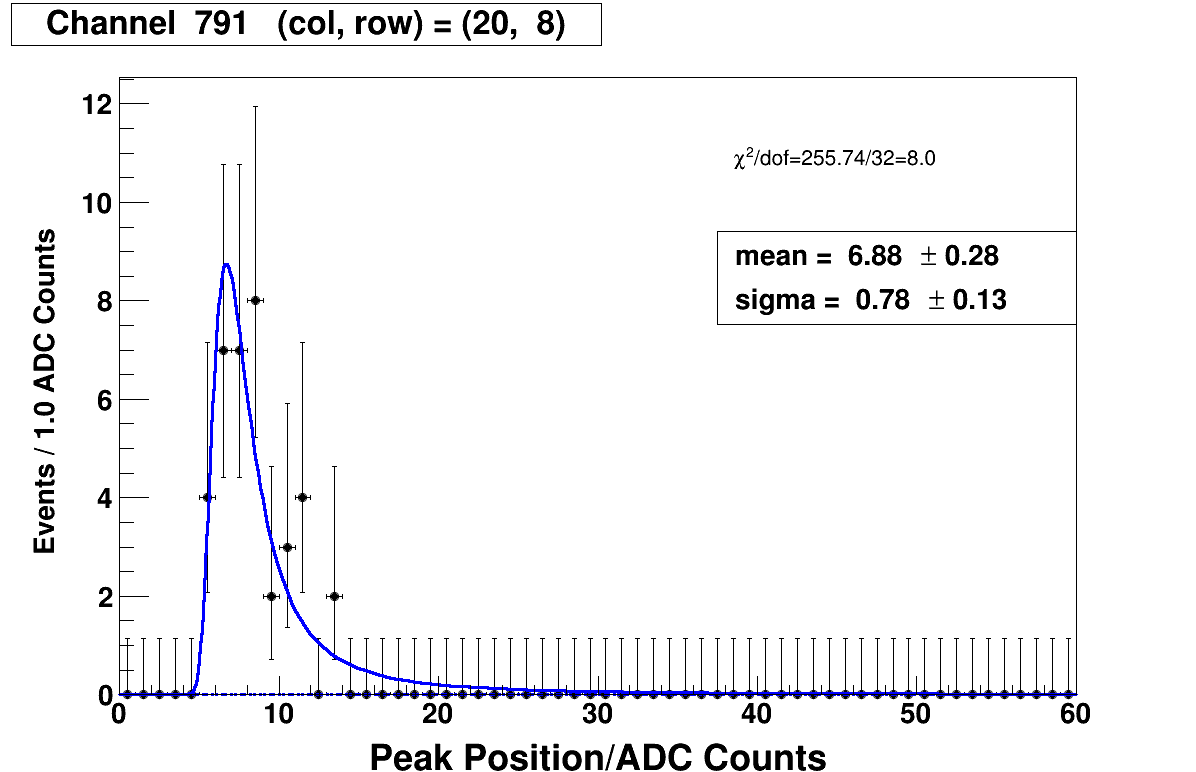 Channel 791 (col, row) = (20, 8)
12
10
8
6
4
2
0
Events / 1.0 ADC Counts
χ²/dof=255.74/32=8.0
mean = 6.88 ± 0.28
sigma = 0.78 ± 0.13
0 10 20 30 40 50 60
Peak Position/ADC Counts